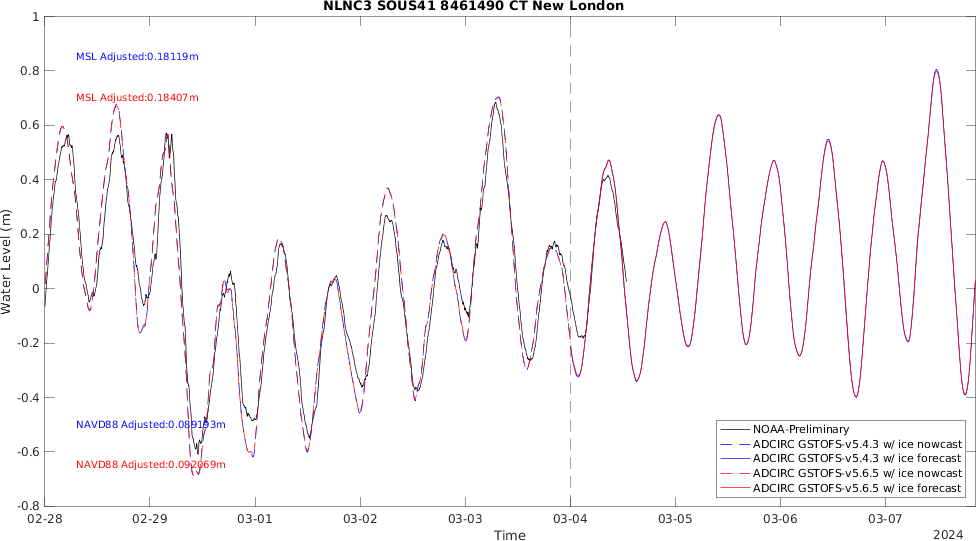 NLNC3 SOUS41 8461490 CT New London
MSL Adjusted:0.18119m
MSL Adjusted:0.18407m
NAVD88 Adjusted:0.089193m
NAVD88 Adjusted:0.092069m
Water Level (m)
1
0.8
0.6
0.4
0.2
0
-0.2
-0.4
-0.6
-0.8
NOAA-Preliminary
ADCIRC GSTOFS-v5.4.3 w/ ice nowcast
ADCIRC GSTOFS-v5.4.3 w/ ice forecast
ADCIRC GSTOFS-v5.6.5 w/ ice nowcast
ADCIRC GSTOFS-v5.6.5 w/ ice forecast
02-28 02-29 03-01 03-02 03-03 03-04 03-05 03-06 03-07
Time
2024